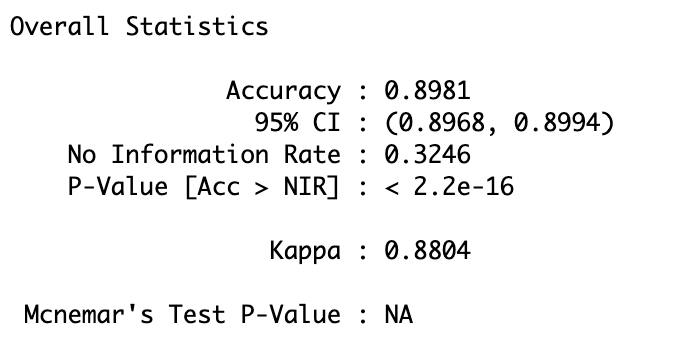 Overall Statistics
Accuracy : 0.8981
95% CI : (0.8968, 0.8994)
No Information Rate : 0.3246
P-Value [Acc > NIR] : < 2.2e-16
Kappa : 0.8804
Mcnemar's Test P-Value : NA